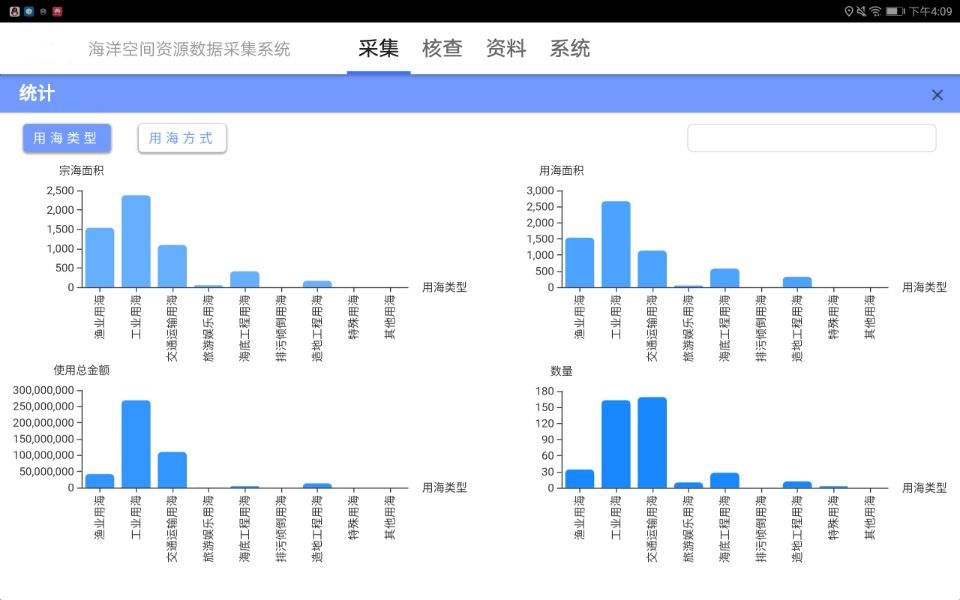 下午4:09
海洋空间资源数据采集系统 采集 核查 资料 系统
统计 ×
用海类型 用海方式
宗海面积
2,500
2,000
1,500
1,000
500
0
用海类型
渔业用海 工业用海 交通运输用海 旅游娱乐用海 海底工程用海 排污倾倒用海 造地工程用海 特殊用海 其他用海
用海面积
3,000
2,500
2,000
1,500
1,000
500
0
用海类型
渔业用海 工业用海 交通运输用海 旅游娱乐用海 海底工程用海 排污倾倒用海 造地工程用海 特殊用海 其他用海
使用总金额
300,000,000
250,000,000
200,000,000
150,000,000
100,000,000
50,000,000
0
用海类型
渔业用海 工业用海 交通运输用海 旅游娱乐用海 海底工程用海 排污倾倒用海 造地工程用海 特殊用海 其他用海
数量
180
150
120
90
60
30
0
用海类型
渔业用海 工业用海 交通运输用海 旅游娱乐用海 海底工程用海 排污倾倒用海 造地工程用海 特殊用海 其他用海